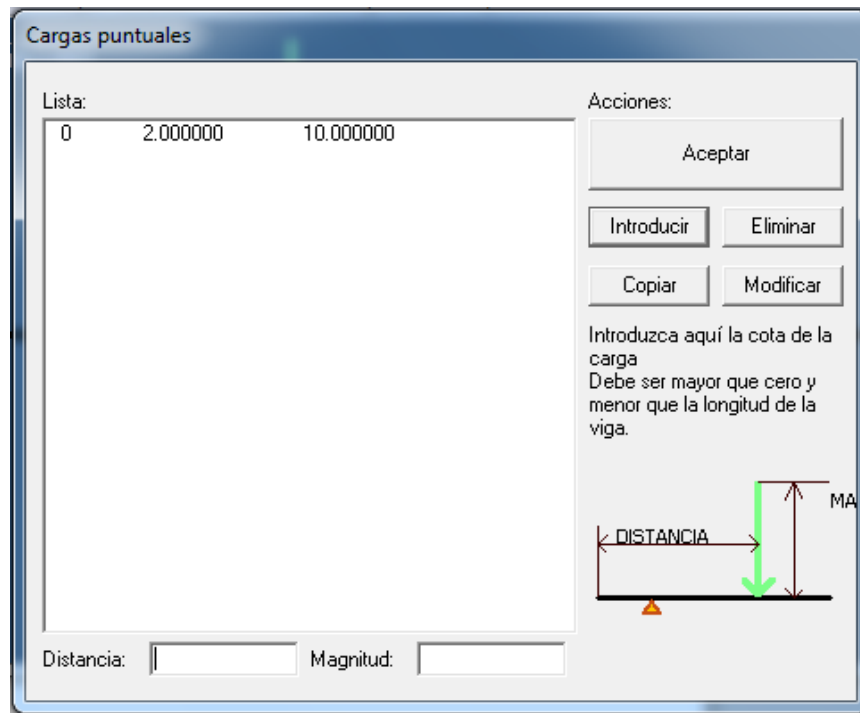 Cargas puntuales
Lista:
0 2.000000 10.000000
Acciones:
Aceptar
Introducir
Eliminar
Copiar
Modificar
Introduzca aquí la cota de la
carga
Debe ser mayor que cero y
menor que la longitud de la
viga.
MA
DISTANCIA
Distancia:
Magnitud: